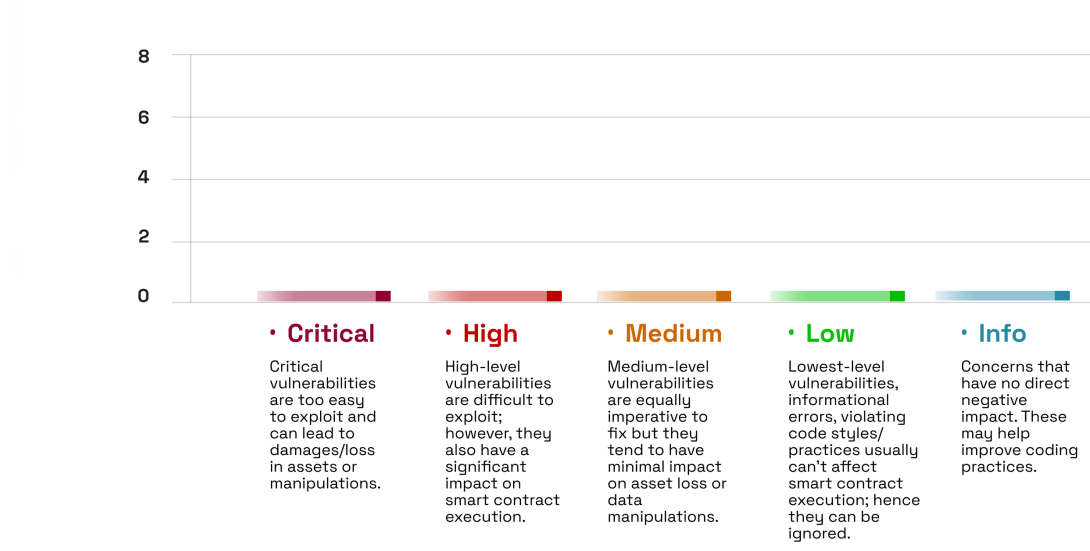 8
6
4
2
0
• Critical
Critical
vulnerabilities
are too easy
to exploit and
can lead to
damages/loss
in assets or
manipulations.
• High
High-level
vulnerabilities
are difficult to
exploit;
however, they
also have a
significant
impact on
smart contract
execution.
• Medium
Medium-level
vulnerabilities
are equally
imperative to
fix but they
tend to have
minimal impact
on asset loss or
data
manipulations.
• Low
Lowest-level
vulnerabilities,
informational
errors, violating
code styles/
practices usually
can't affect
smart contract
execution; hence
they can be
ignored.
• Info
Concerns that
have no direct
negative
impact. These
may help
improve coding
practices.